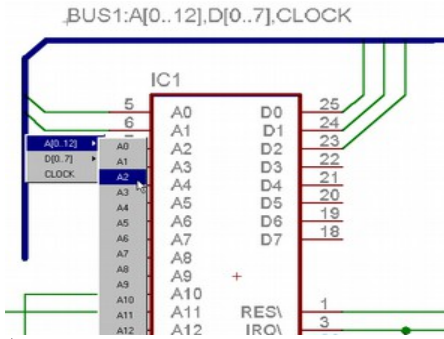 BUS1:A[0..12],D[0..7],CLOCK
IC1
5 A0 D0 25
6 A1 D1 24
A2 D2 23
A3 D3 22
A4 D4 21
A5 D5 20
A6 D6 19
A7 D7 18
A8
A9
A10
A11 RES\ 1
A12 IRQ\ 3
A[0..12]
D[0..7]
CLOCK
A0
A1
A2
A3
A4
A5
A6
A7
A8
A9
A10
A11
A12